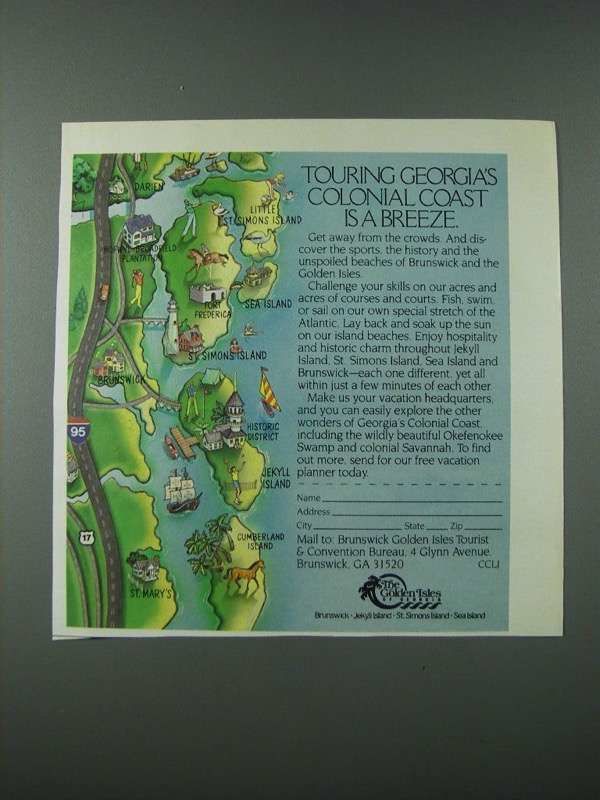 DARIEN
LITTLE
ST. SIMONS ISLAND
HOFWYL-BROADFIELD
PLANTATION
SEA ISLAND
FORT
FREDERICA
ST. SIMONS ISLAND
BRUNSWICK
HISTORIC
DISTRICT
95
JEKYLL
ISLAND
17
CUMBERLAND
ISLAND
ST. MARY'S
TOURING GEORGIA'S
COLONIAL COAST
IS A BREEZE.
Get away from the crowds. And dis-
cover the sports, the history and the
unspoiled beaches of Brunswick and the
Golden Isles.
Challenge your skills on our acres and
acres of courses and courts. Fish, swim,
or sail on our own special stretch of the
Atlantic. Lay back and soak up the sun
on our island beaches. Enjoy hospitality
and historic charm throughout Jekyll
Island, St. Simons Island, Sea Island and
Brunswick—each one different, yet all
within just a few minutes of each other.
Make us your vacation headquarters,
and you can easily explore the other
wonders of Georgia's Colonial Coast,
including the wildly beautiful Okefenokee
Swamp and colonial Savannah. To find
out more, send for our free vacation
planner today.
Name
Address
City State Zip
Mail to: Brunswick Golden Isles Tourist
& Convention Bureau, 4 Glynn Avenue,
Brunswick, GA 31520 CCLJ
The
Golden Isles
OF GEORGIA
Brunswick • Jekyll Island • St. Simons Island • Sea Island